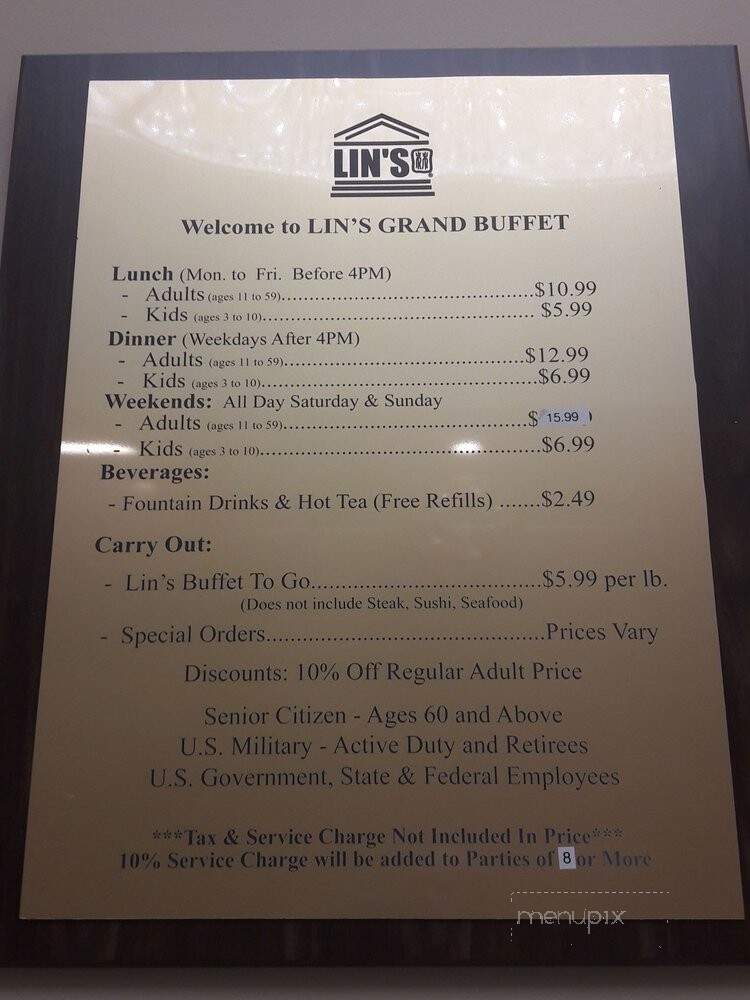 LIN'S
Welcome to LIN'S GRAND BUFFET
Lunch (Mon. to Fri. Before 4PM)
- Adults (ages 11 to 59)..........................................$10.99
- Kids (ages 3 to 10)............................................. $5.99
Dinner (Weekdays After 4PM)
- Adults (ages 11 to 59)........................................$12.99
- Kids (ages 3 to 10).............................................$6.99
Weekends: All Day Saturday & Sunday
- Adults (ages 11 to 59)........................................$ 15.99
- Kids (ages 3 to 10)..............................................$6.99
Beverages:
- Fountain Drinks & Hot Tea (Free Refills) .......$2.49
Carry Out:
- Lin's Buffet To Go.....................................$5.99 per lb.
(Does not include Steak, Sushi, Seafood)
- Special Orders.............................................Prices Vary
Discounts: 10% Off Regular Adult Price
Senior Citizen - Ages 60 and Above
U.S. Military - Active Duty and Retirees
U.S. Government, State & Federal Employees
***Tax & Service Charge Not Included In Price***
10% Service Charge will be added to Parties of 8 or More
menupix